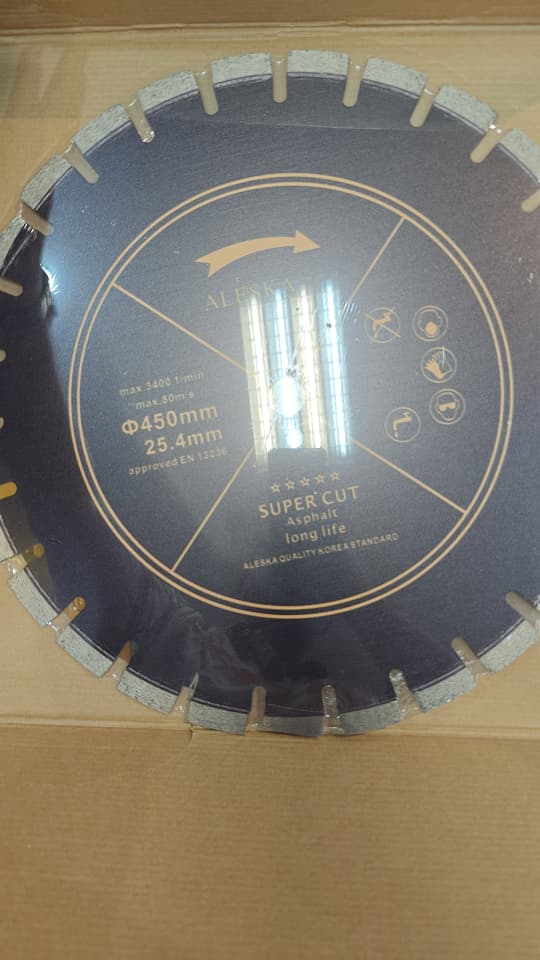 ALESKA
max.3400 1/min
max.80m/s
Φ450mm
25.4mm
approved EN 13236
☆☆☆☆☆
SUPER CUT
Asphalt
long life
ALESKA QUALITY KOREA STANDARD